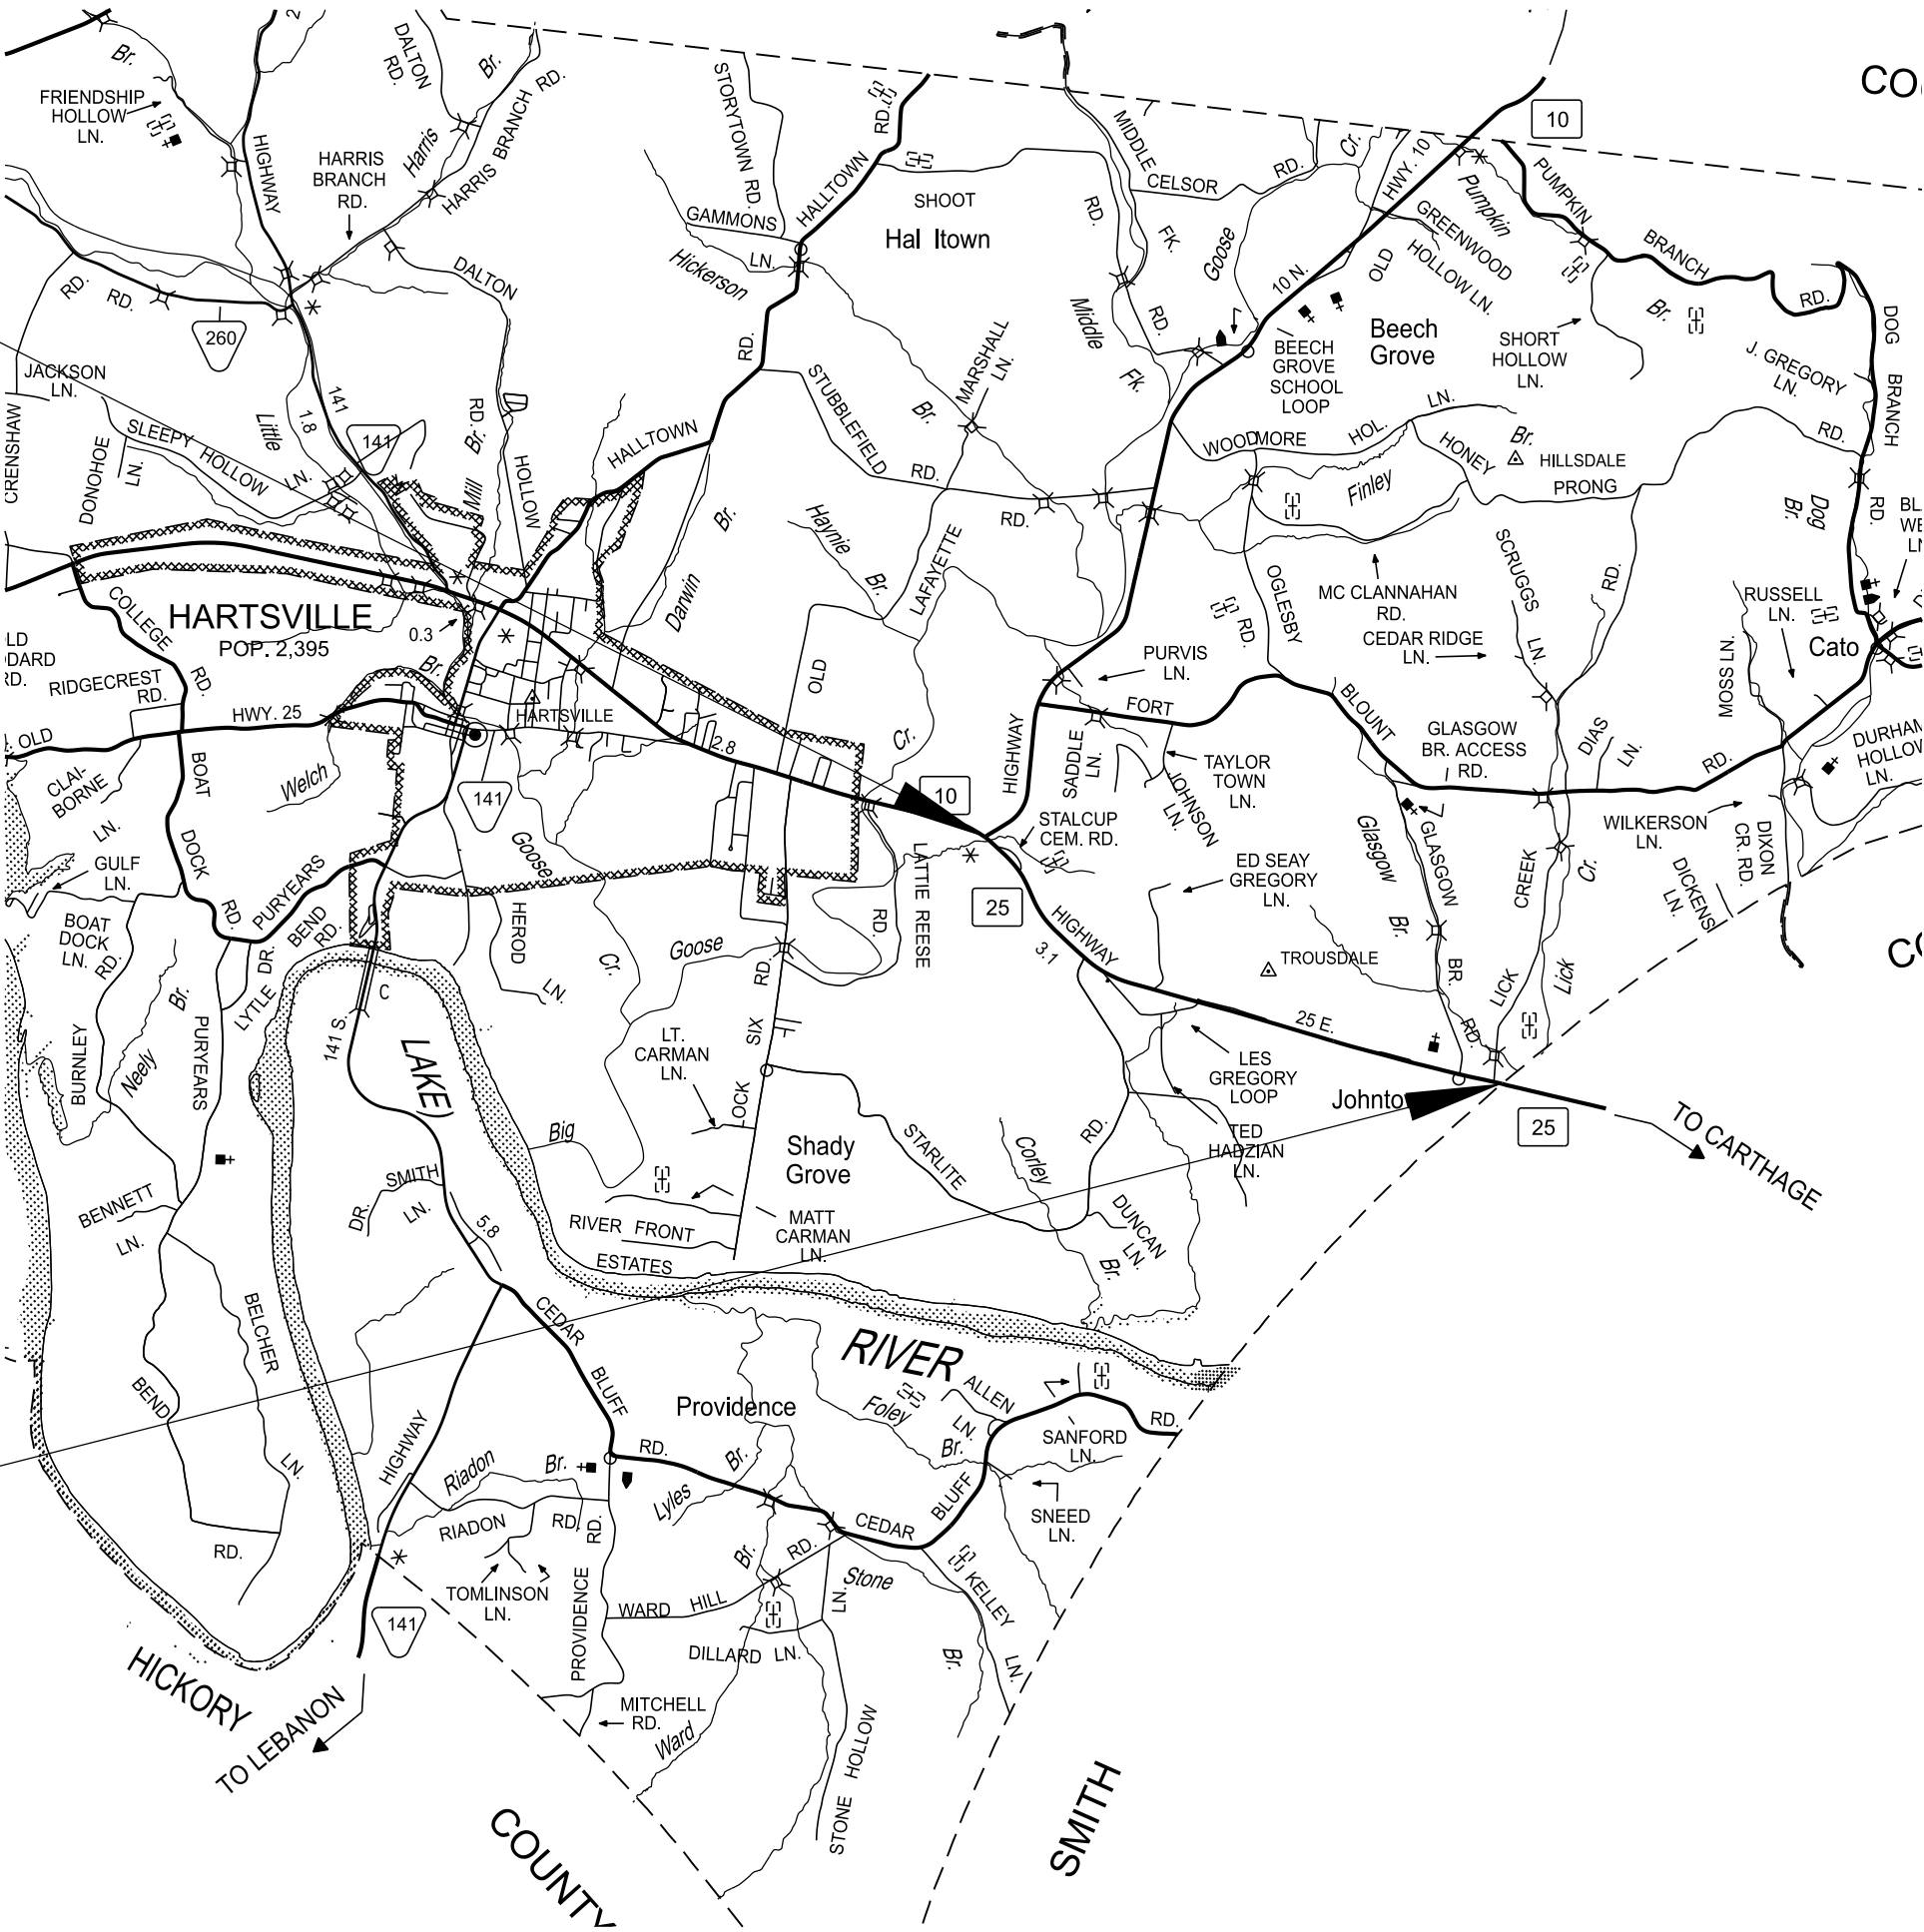 Br.
FRIENDSHIP
HOLLOW
LN.
HIGHWAY
DALTON
RD.
Br.
RD.
Harris
HARRIS BRANCH
HARRIS
BRANCH
RD.
STORYTOWN RD.
RD.
HALLTOWN
GAMMONS
LN.
Hickerson
SHOOT
Hal ltown
MIDDLE
CELSOR
RD.
Cr.
RD.
FK.
Goose
HWY. 10
OLD
10
COU
Pumpkin
PUMPKIN
GREENWOOD
HOLLOW LN.
BRANCH
RD.
Br.
DOG
BRANCH
RD.
RD.
RD.
260
DALTON
10 N.
Middle
Fk.
RD.
BEECH
GROVE
SCHOOL
LOOP
Beech
Grove
SHORT
HOLLOW
LN.
J. GREGORY
LN.
JACKSON
LN.
CRENSHAW
SLEEPY
HOLLOW
LN.
DONOHOE
LN.
Little
1.8
141
141
RD.
Br.
Mill
HOLLOW
HALLTOWN
RD.
STUBBLEFIELD
RD.
RD.
MARSHALL
LN.
Br.
WOODMORE
HOL.
LN.
HONEY
PRONG
RD.
Br.
HILLSDALE
Finley
Dog
Br.
Haynie
Br.
LAFAYETTE
OLD
Br.
Darwin
COLLEGE
RD.
HARTSVILLE
POP. 2,395
0.3
Br.
RIDGECREST
RD.
OLD
HWY. 25
HARTSVILLE
2.8
OGLESBY
RD.
MC CLANNAHAN
RD.
SCRUGGS
LN.
RD.
CEDAR RIDGE
LN.
RUSSELL
LN.
MOSS LN.
Cato
PURVIS
LN.
FORT
BLOUNT
RD.
GLASGOW
BR. ACCESS
RD.
DIAS
LN.
DURHAM
HOLLOW
LN.
CLAI-
BORNE
LN.
BOAT
DOCK
RD.
Welch
141
Goose
Cr.
10
HIGHWAY
SADDLE
LN.
TAYLOR
TOWN
LN.
JOHNSON
LN.
STALCUP
CEM. RD.
WILKERSON
LN.
DIXON
CR. RD.
DICKENS
LN.
GULF
LN.
BOAT
DOCK
LN.
PURYEARS
BEND
RD.
DR.
LYTLE
HEROD
LN.
Cr.
Goose
RD.
SIX
LOCK
LATTIE REESE
RD.
25
ED SEAY
GREGORY
LN.
HIGHWAY
3.1
TROUSDALE
Glasgow
Br.
GLASGOW
BR.
RD.
CREEK
LICK
Cr.
Lick
CO
RD.
BURNLEY
Neely
Br.
PURYEARS
141 S.
C
LAKE)
LT.
CARMAN
LN.
25 E.
LES
GREGORY
LOOP
Johnto
25
TO CARTHAGE
TED
HADZIAN
LN.
Big
Shady
Grove
STARLITE
RD.
Corley
Br.
DUNCAN
LN.
BENNETT
LN.
DR.
SMITH
LN.
5.8
RIVER FRONT
ESTATES
MATT
CARMAN
LN.
BELCHER
LN.
BEND
RD.
CEDAR
BLUFF
RD.
RIVER
Providence
Foley
Br.
ALLEN
LN.
SANFORD
LN.
RD.
HIGHWAY
Riadon
Br.
RIADON
RD.
Lyles
Br.
CEDAR
BLUFF
SNEED
LN.
TOMLINSON
LN.
PROVIDENCE
RD.
WARD
HILL
RD.
Br.
LN.
Stone
Br.
KELLEY
LN.
DILLARD LN.
141
HICKORY
TO LEBANON
MITCHELL
RD.
Ward
STONE HOLLOW
COUNTY
SMITH